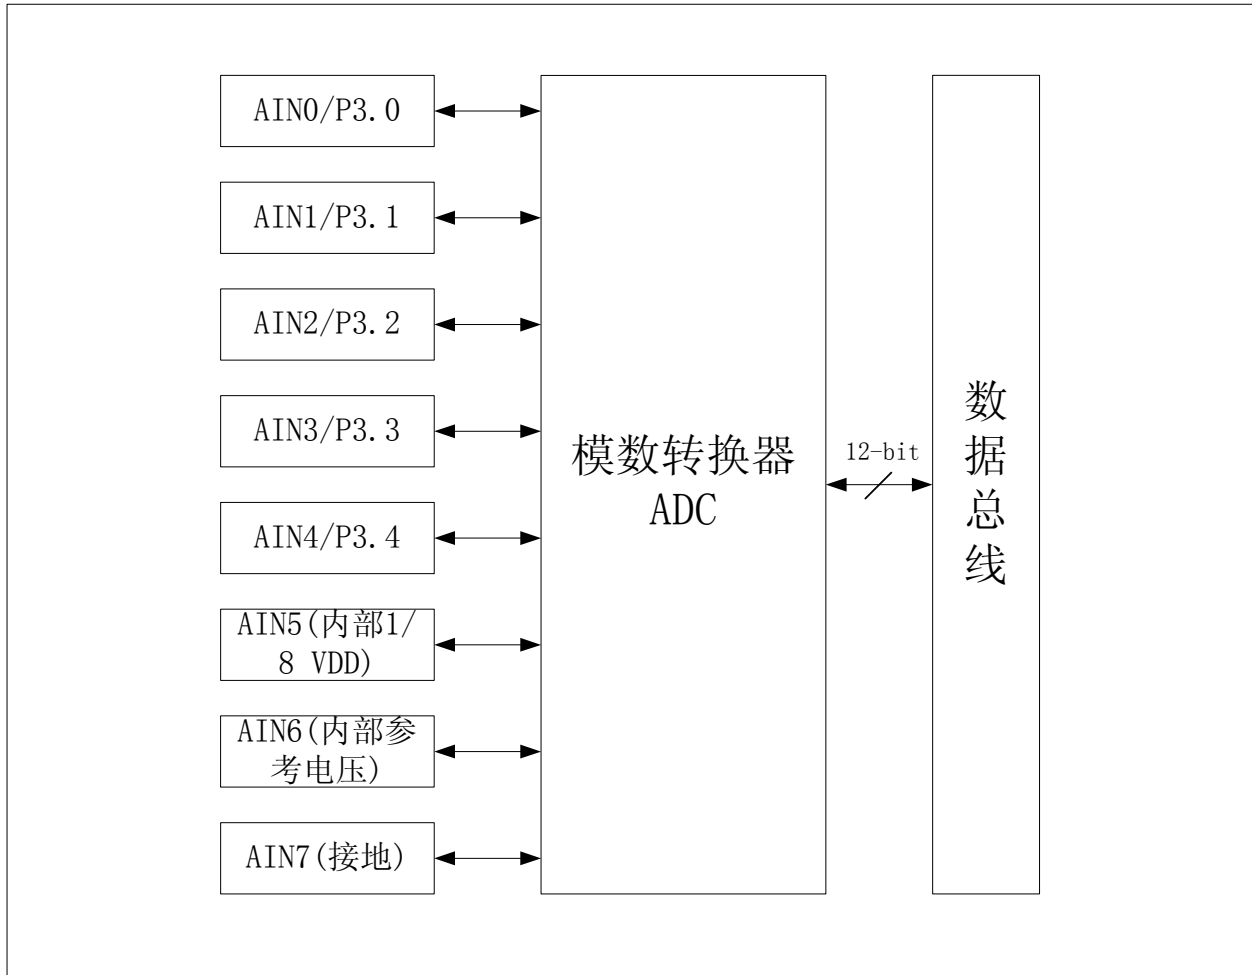 AIN0/P3.0
AIN1/P3.1
AIN2/P3.2
AIN3/P3.3
AIN4/P3.4
AIN5(内部1/
8 VDD)
AIN6(内部参
考电压)
AIN7(接地)
模数转换器
ADC
12-bit
数
据
总
线